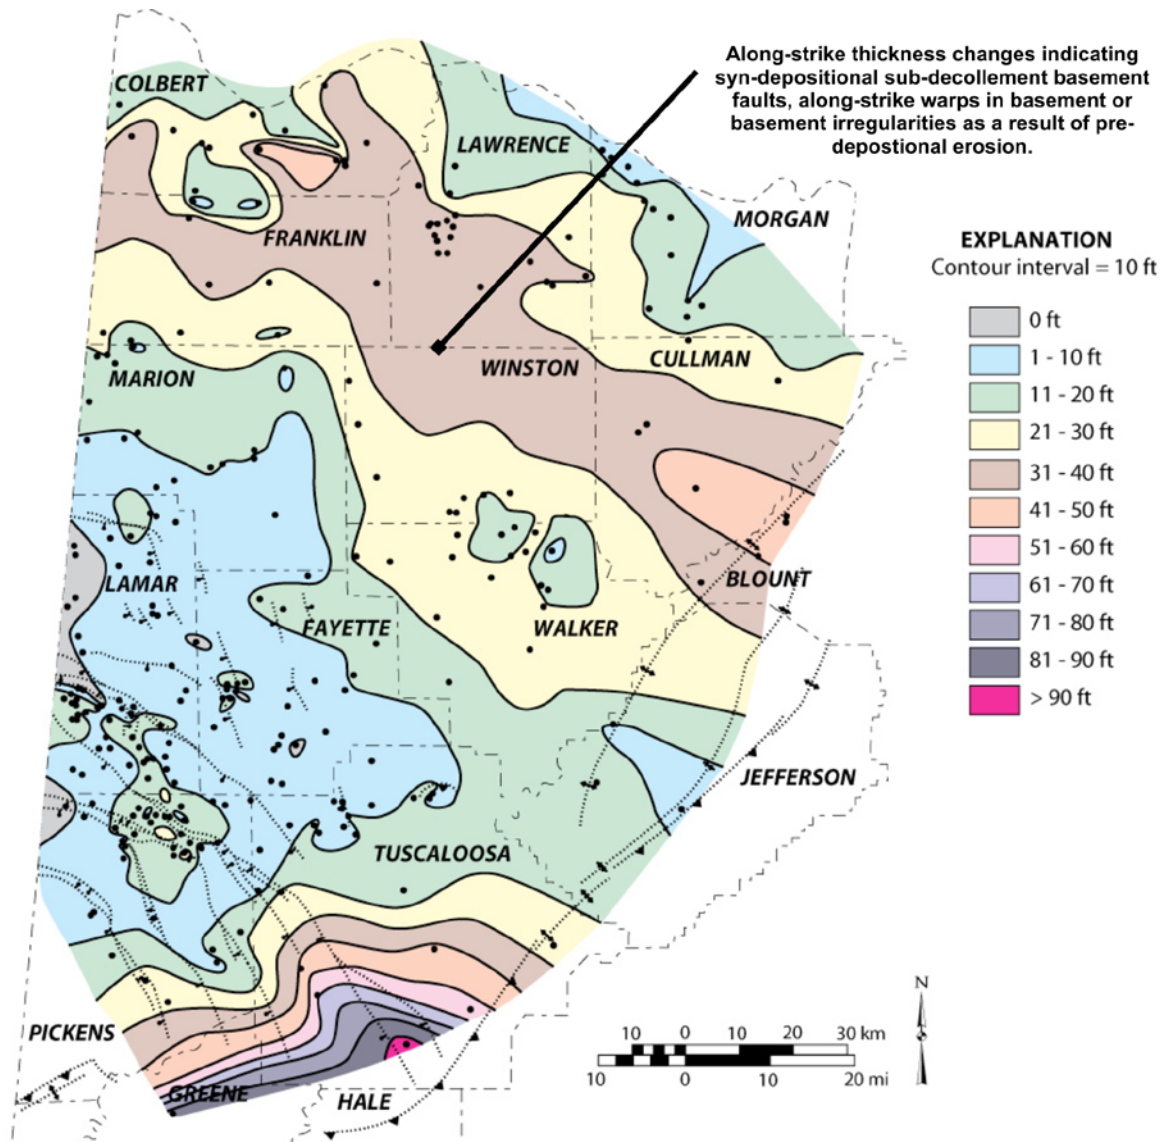 Along-strike thickness changes indicating
syn-depositional sub-decollement basement
faults, along-strike warps in basement or
basement irregularities as a result of pre-
depostional erosion.
COLBERT
LAWRENCE
MORGAN
FRANKLIN
MARION
WINSTON
CULLMAN
LAMAR
FAYETTE
WALKER
BLOUNT
JEFFERSON
TUSCALOOSA
PICKENS
GREENE
HALE
EXPLANATION
Contour interval = 10 ft
0 ft
1 - 10 ft
11 - 20 ft
21 - 30 ft
31 - 40 ft
41 - 50 ft
51 - 60 ft
61 - 70 ft
71 - 80 ft
81 - 90 ft
> 90 ft
N
10 0 10 20 30 km
10 0 10 20 mi